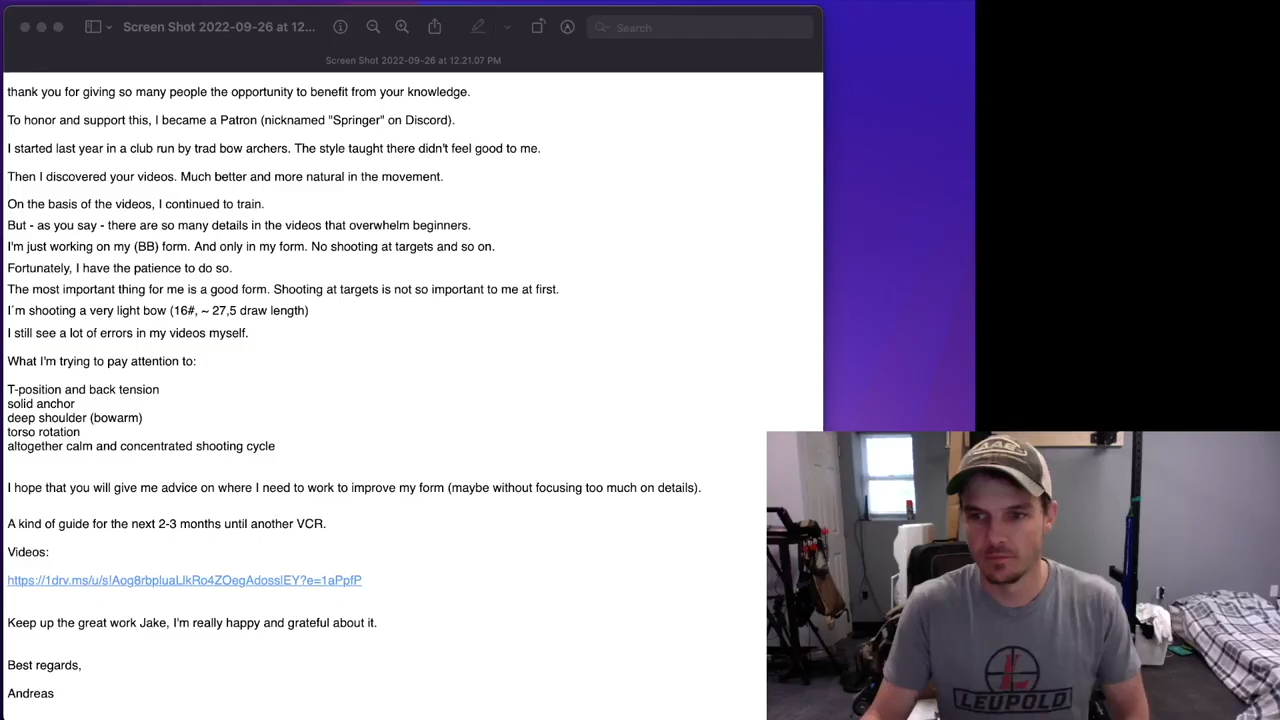 Screen Shot 2022-09-26 at 12...
Search
Screen Shot 2022-09-26 at 12.21.07 PM
thank you for giving so many people the opportunity to benefit from your knowledge.
To honor and support this, I became a Patron (nicknamed "Springer" on Discord).
I started last year in a club run by trad bow archers. The style taught there didn't feel good to me.
Then I discovered your videos. Much better and more natural in the movement.
On the basis of the videos, I continued to train.
But - as you say - there are so many details in the videos that overwhelm beginners.
I'm just working on my (BB) form. And only in my form. No shooting at targets and so on.
Fortunately, I have the patience to do so.
The most important thing for me is a good form. Shooting at targets is not so important to me at first.
I´m shooting a very light bow (16#, ~ 27,5 draw length)
I still see a lot of errors in my videos myself.
What I'm trying to pay attention to:
T-position and back tension
solid anchor
deep shoulder (bowarm)
torso rotation
altogether calm and concentrated shooting cycle
I hope that you will give me advice on where I need to work to improve my form (maybe without focusing too much on details).
A kind of guide for the next 2-3 months until another VCR.
Videos:
https://1drv.ms/u/s!Aog8rbpluaLlkRo4ZOegAdosslEY?e=1aPpfP
Keep up the great work Jake, I'm really happy and grateful about it.
Best regards,
Andreas
AAE
L
LEUPOLD